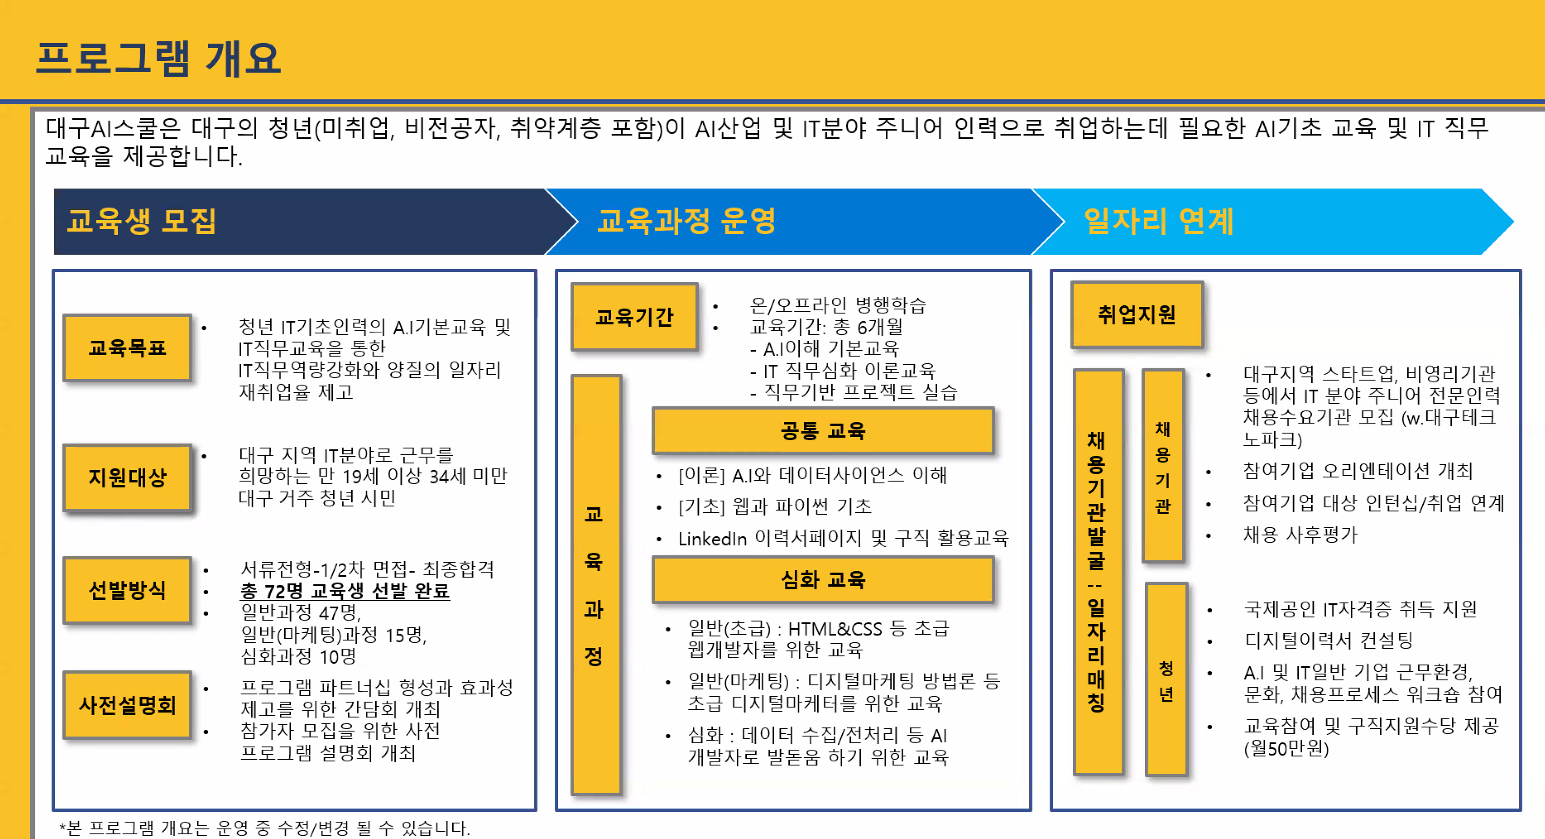 프로그램 개요
대구AI스쿨은 대구의 청년(미취업, 비전공자, 취약계층 포함)이 AI산업 및 IT분야 주니어 인력으로 취업하는데 필요한 AI기초 교육 및 IT 직무
교육을 제공합니다.
교육생 모집
교육목표
• 청년 IT기초인력의 A.I기본교육 및
IT직무교육을 통한
IT직무역량강화와 양질의 일자리
재취업율 제고
지원대상
• 대구 지역 IT분야로 근무를
희망하는 만 19세 이상 34세 미만
대구 거주 청년 시민
선발방식
• 서류전형-1/2차 면접- 최종합격
• 총 72명 교육생 선발 완료
• 일반과정 47명,
일반(마케팅)과정 15명,
심화과정 10명
사전설명회
• 프로그램 파트너십 형성과 효과성
제고를 위한 간담회 개최
• 참가자 모집을 위한 사전
프로그램 설명회 개최
교육과정 운영
교육기간
• 온/오프라인 병행학습
• 교육기간: 총 6개월
- A.I이해 기본교육
- IT 직무심화 이론교육
- 직무기반 프로젝트 실습
교육과정
공통 교육
• [이론] A.I와 데이터사이언스 이해
• [기초] 웹과 파이썬 기초
• LinkedIn 이력서페이지 및 구직 활용교육
심화 교육
• 일반(초급) : HTML&CSS 등 초급
웹개발자를 위한 교육
• 일반(마케팅) : 디지털마케팅 방법론 등
초급 디지털마케터를 위한 교육
• 심화 : 데이터 수집/전처리 등 AI
개발자로 발돋움 하기 위한 교육
일자리 연계
취업지원
채용기관발굴--일자리매칭
채용기관
• 대구지역 스타트업, 비영리기관
등에서 IT 분야 주니어 전문인력
채용수요기관 모집 (w.대구테크
노파크)
• 참여기업 오리엔테이션 개최
• 참여기업 대상 인턴십/취업 연계
• 채용 사후평가
청년
• 국제공인 IT자격증 취득 지원
• 디지털이력서 컨설팅
• A.I 및 IT일반 기업 근무환경,
문화, 채용프로세스 워크숍 참여
• 교육참여 및 구직지원수당 제공
(월50만원)
*본 프로그램 개요는 운영 중 수정/변경 될 수 있습니다.